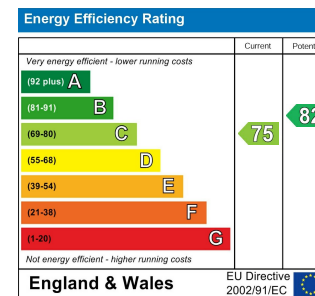 Energy Efficiency Rating
Current
Very energy efficient - lower running costs
(92 plus) A
(81-91) B
82
(69-80) C
75
(55-68) D
(39-54) E
(21-38) F
(1-20) G
Not energy efficient - higher running costs
England & Wales
EU Directive
2002/91/EC